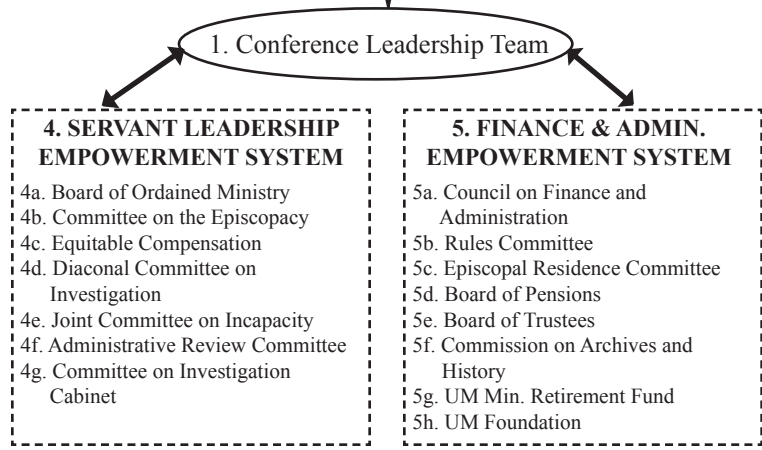 1. Conference Leadership Team
4. SERVANT LEADERSHIP
EMPOWERMENT SYSTEM
4a. Board of Ordained Ministry
4b. Committee on the Episcopacy
4c. Equitable Compensation
4d. Diaconal Committee on
Investigation
4e. Joint Committee on Incapacity
4f. Administrative Review Committee
4g. Committee on Investigation
Cabinet
5. FINANCE & ADMIN.
EMPOWERMENT SYSTEM
5a. Council on Finance and
Administration
5b. Rules Committee
5c. Episcopal Residence Committee
5d. Board of Pensions
5e. Board of Trustees
5f. Commission on Archives and
History
5g. UM Min. Retirement Fund
5h. UM Foundation